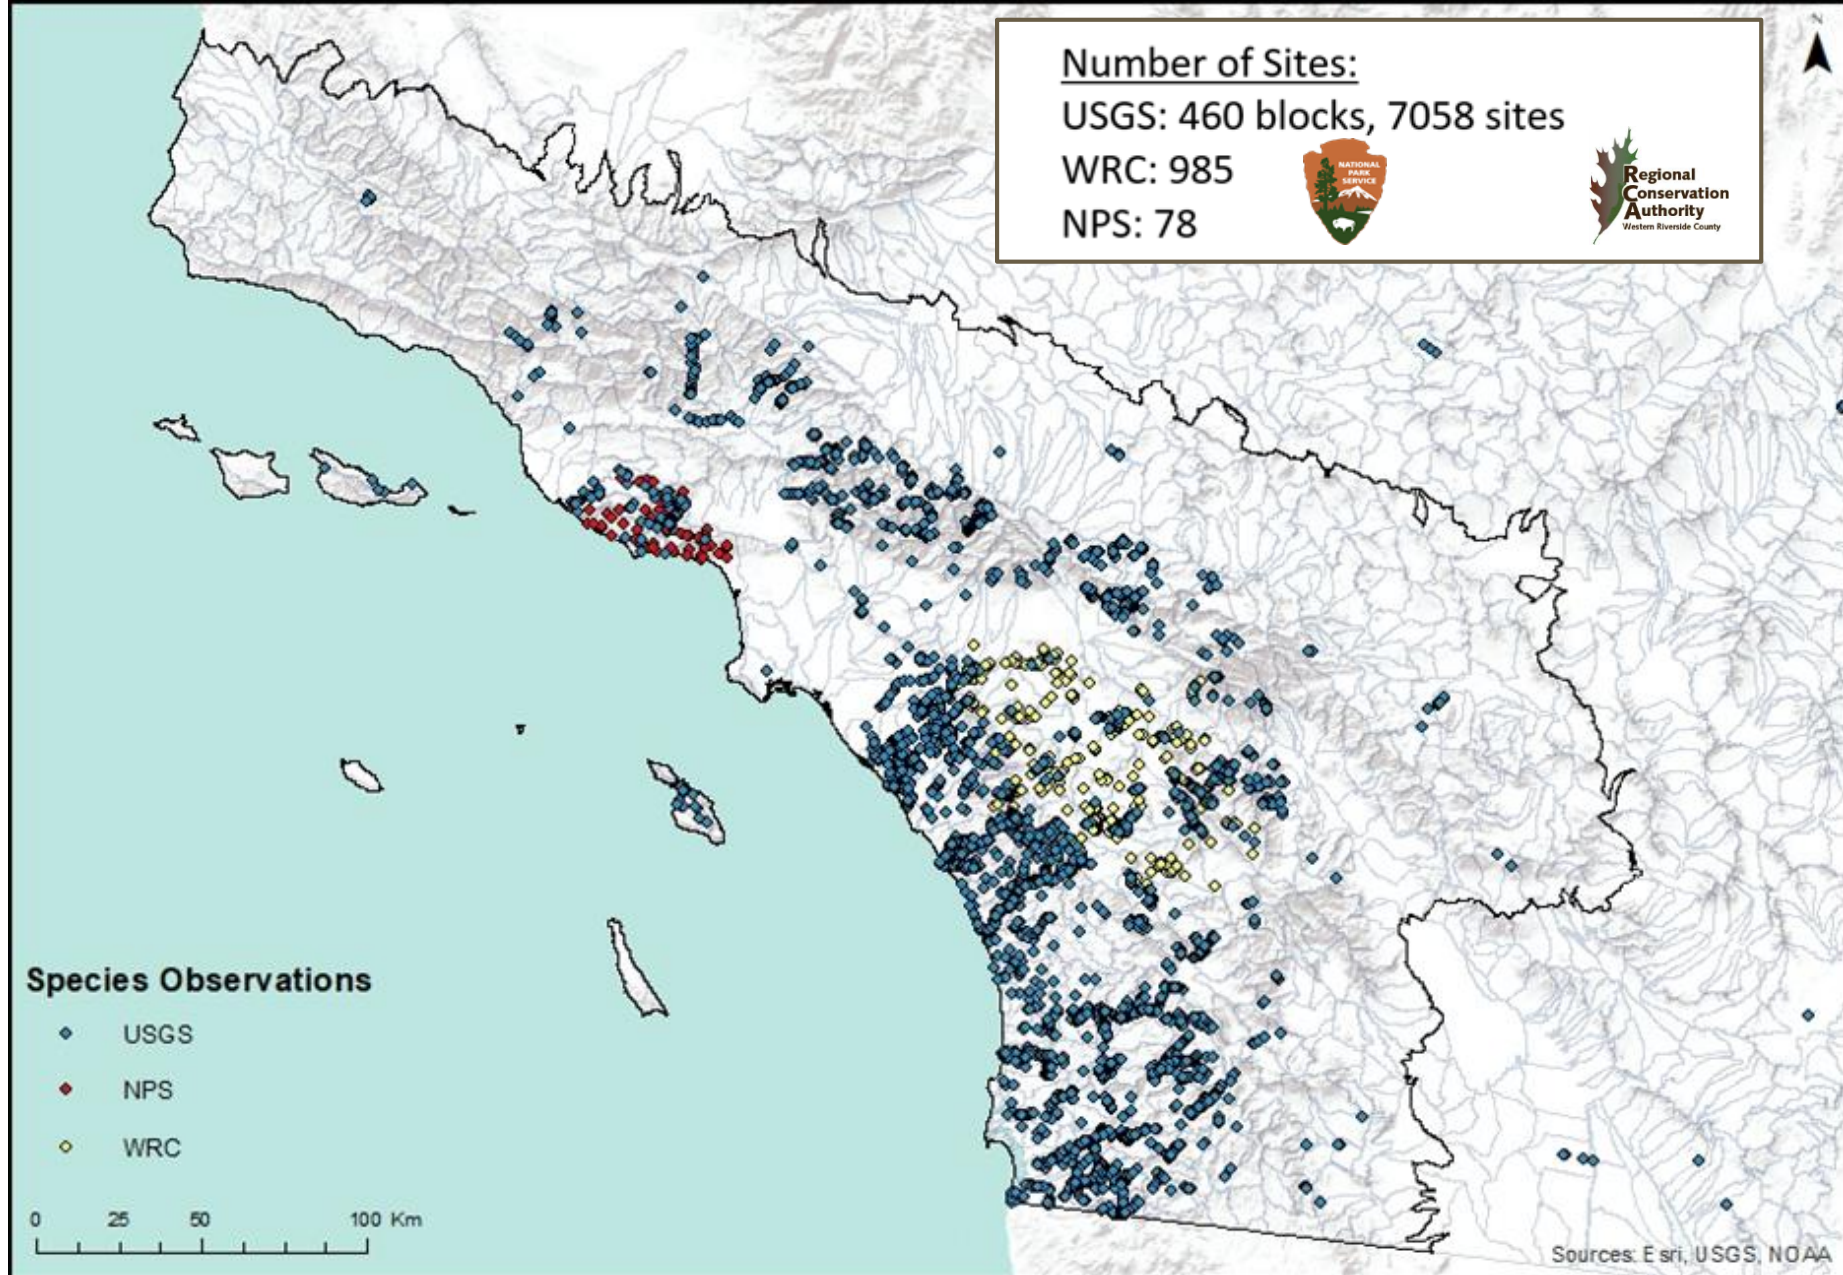 N
Number of Sites:
USGS: 460 blocks, 7058 sites
WRC: 985
NPS: 78
NATIONAL
PARK
SERVICE
Regional
Conservation
Authority
Western Riverside County
Species Observations
USGS
NPS
WRC
0 25 50 100 Km
Sources: Esri, USGS, NOAA